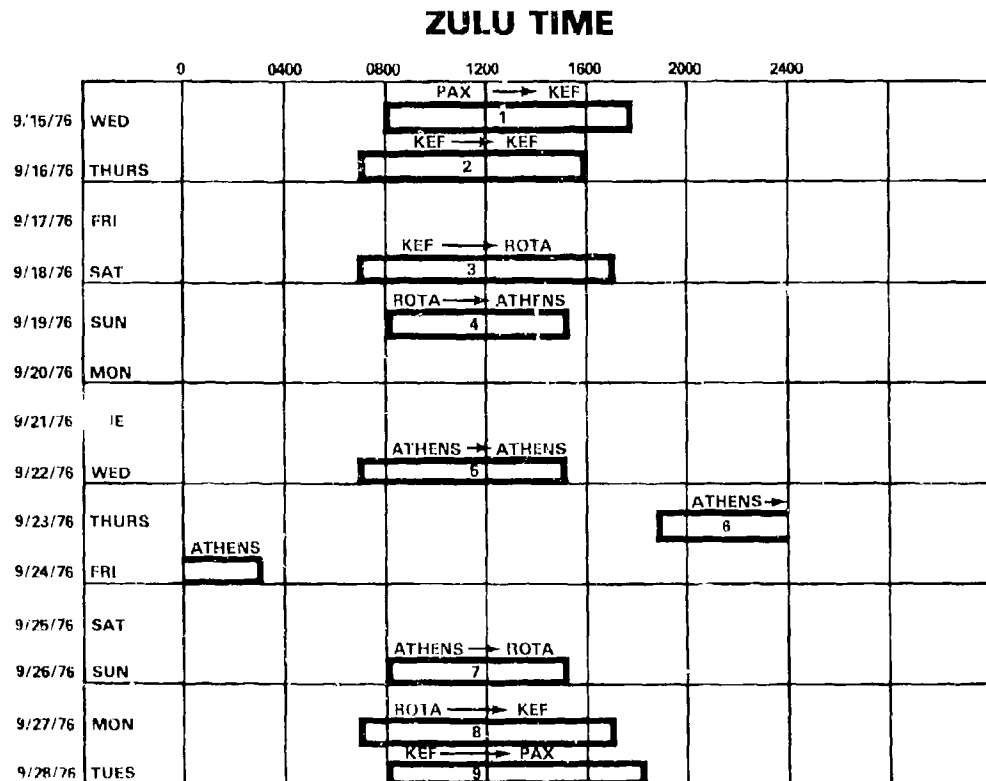 ZULU TIME
0 0400 0800 1200 1600 2000 2400
PAX → KEF
9/15/76 WED 1
KEF → KEF
9/16/76 THURS 2
9/17/76 FRI
KEF → ROTA
9/18/76 SAT 3
ROTA → ATHENS
9/19/76 SUN 4
9/20/76 MON
9/21/76
ATHENS → ATHENS
9/22/76 WED 5
ATHENS →
9/23/76 THURS 6
ATHENS
9/24/76 FRI
9/25/76 SAT
ATHENS → ROTA
9/26/76 SUN 7
ROTA → KEF
9/27/76 MON 8
KEF → PAX
9/28/76 TUES 9